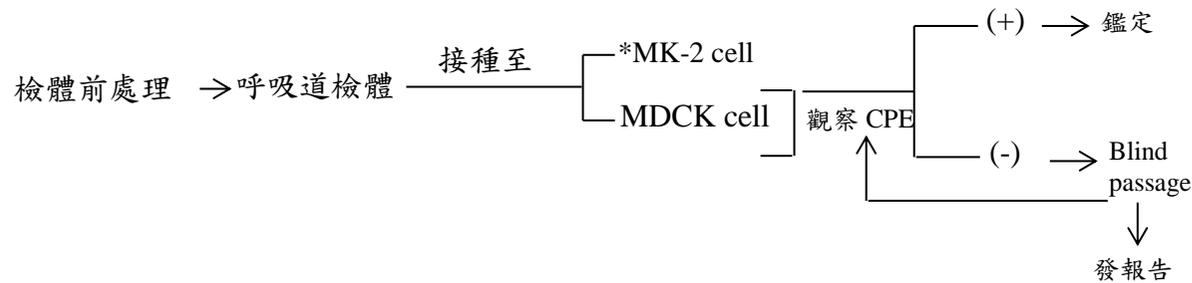 檢體前處理
呼吸道檢體
接種至
*MK-2 cell
MDCK cell
觀察 CPE
(+)
鑑定
(-)
Blind
passage
發報告